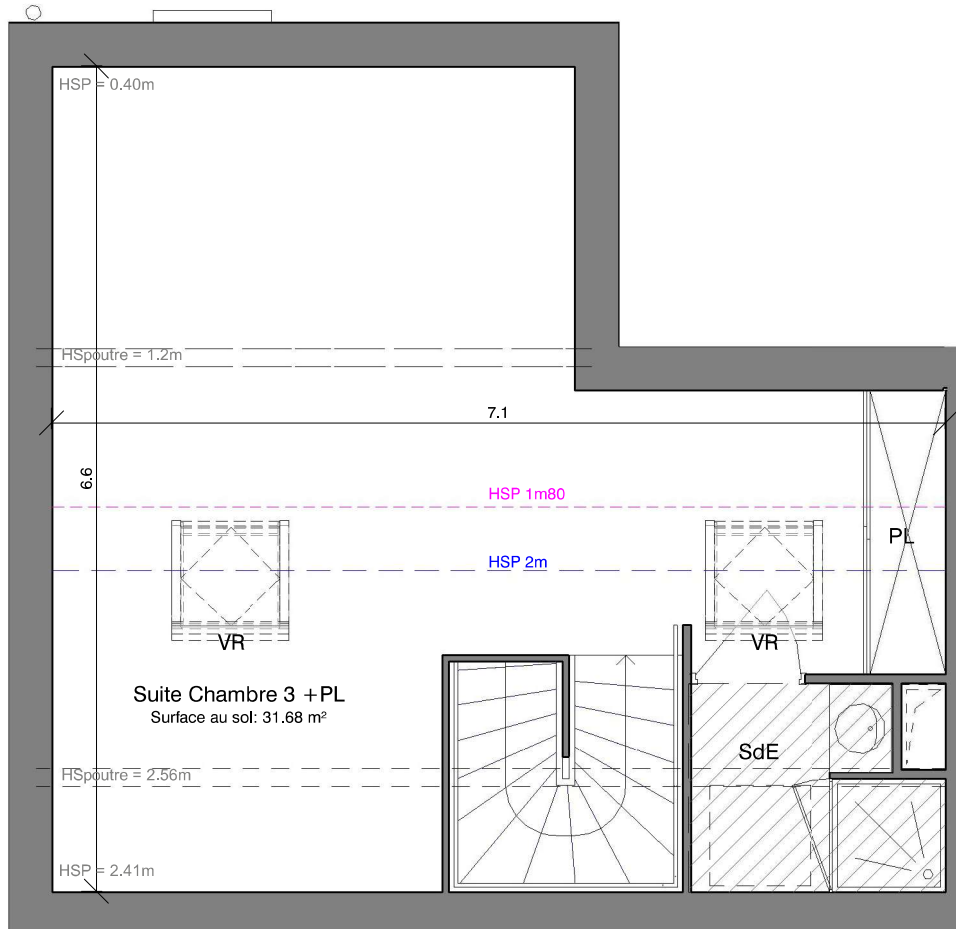 HSP = 0.40m
HSpoutre = 1.2m
7.1
6.6
HSP 1m80
PL
HSP 2m
VR
VR
Suite Chambre 3 +PL
Surface au sol: 31.68 m²
SdE
HSpoutre = 2.56m
HSP = 2.41m